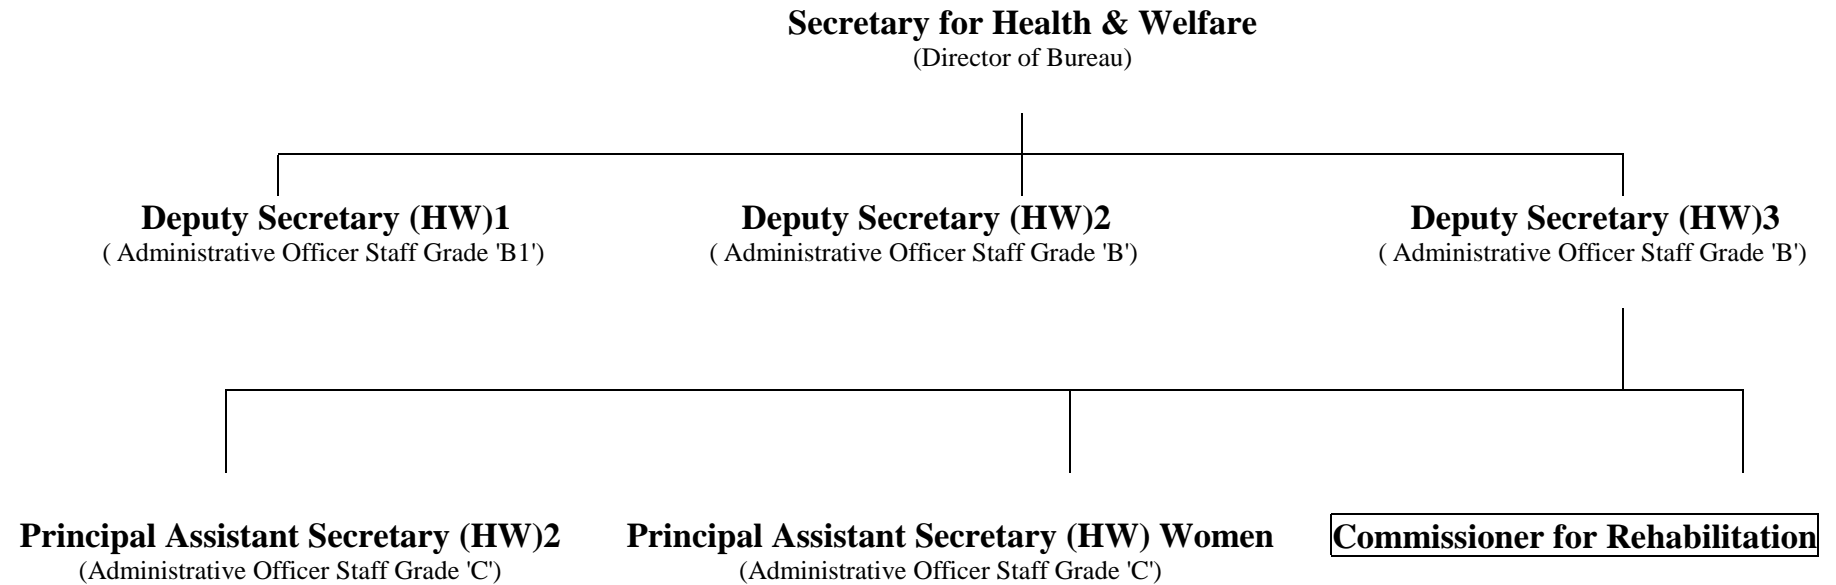 Secretary for Health & Welfare
(Director of Bureau)
Deputy Secretary (HW)1
( Administrative Officer Staff Grade 'B1')
Deputy Secretary (HW)2
( Administrative Officer Staff Grade 'B')
Deputy Secretary (HW)3
( Administrative Officer Staff Grade 'B')
Principal Assistant Secretary (HW)2
(Administrative Officer Staff Grade 'C')
Principal Assistant Secretary (HW) Women
(Administrative Officer Staff Grade 'C')
Commissioner for Rehabilitation